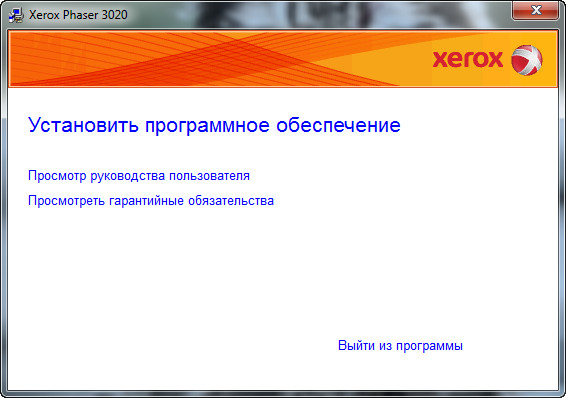 Xerox Phaser 3020
xerox
Установить программное обеспечение
Просмотр руководства пользователя
Просмотреть гарантийные обязательства
Выйти из программы